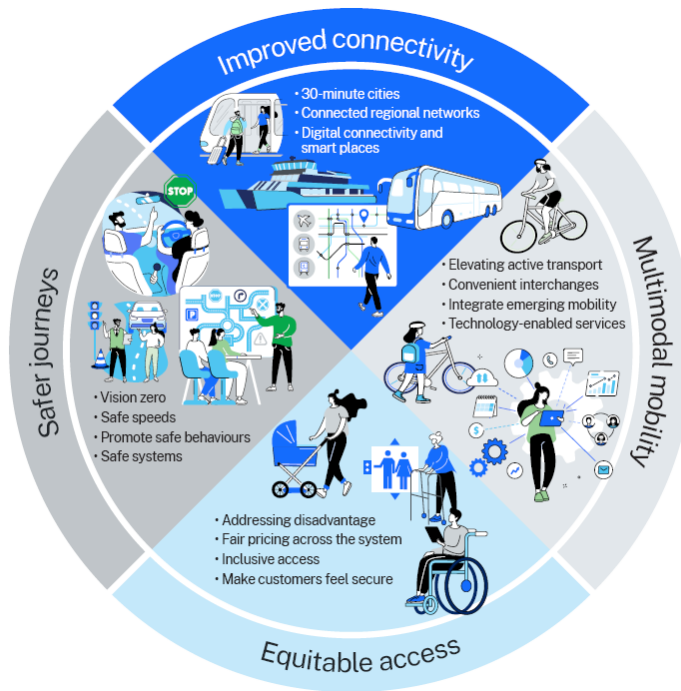 Improved connectivity
• 30-minute cities
• Connected regional networks
• Digital connectivity and
smart places
Multimodal mobility
• Elevating active transport
• Convenient interchanges
• Integrate emerging mobility
• Technology-enabled services
Safer journeys
STOP
P
• Vision zero
• Safe speeds
• Promote safe behaviours
• Safe systems
$
• Addressing disadvantage
• Fair pricing across the system
• Inclusive access
• Make customers feel secure
Equitable access